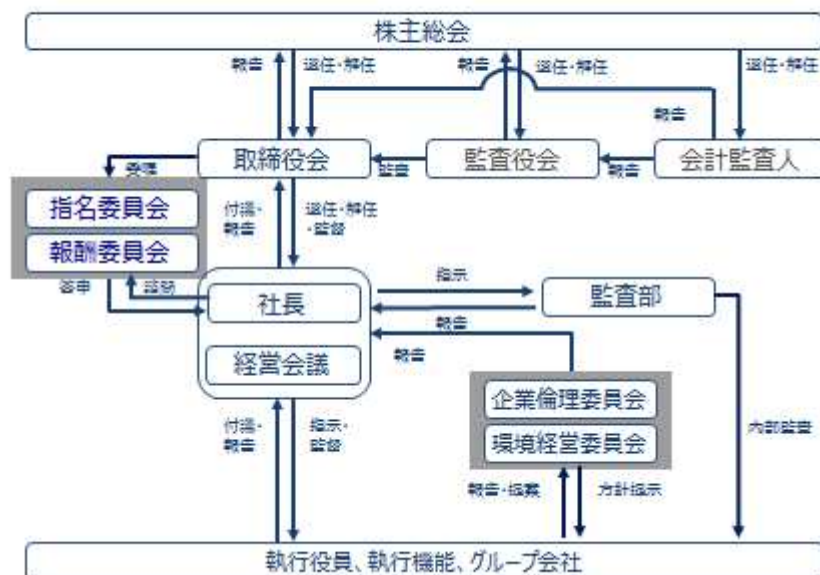 株主総会
報告
選任・解任
報告
選任・解任
選任・解任
報告
取締役会
監査
監査役会
報告
会計監査人
指名委員会
報酬委員会
付議・
報告
選任・解任
・監督
答申
諮問
社長
経営会議
指示
報告
監査部
報告
企業倫理委員会
環境経営委員会
付議・
報告
指示・
監督
内部監査
報告・提案
方針指示
執行役員、執行機能、グループ会社